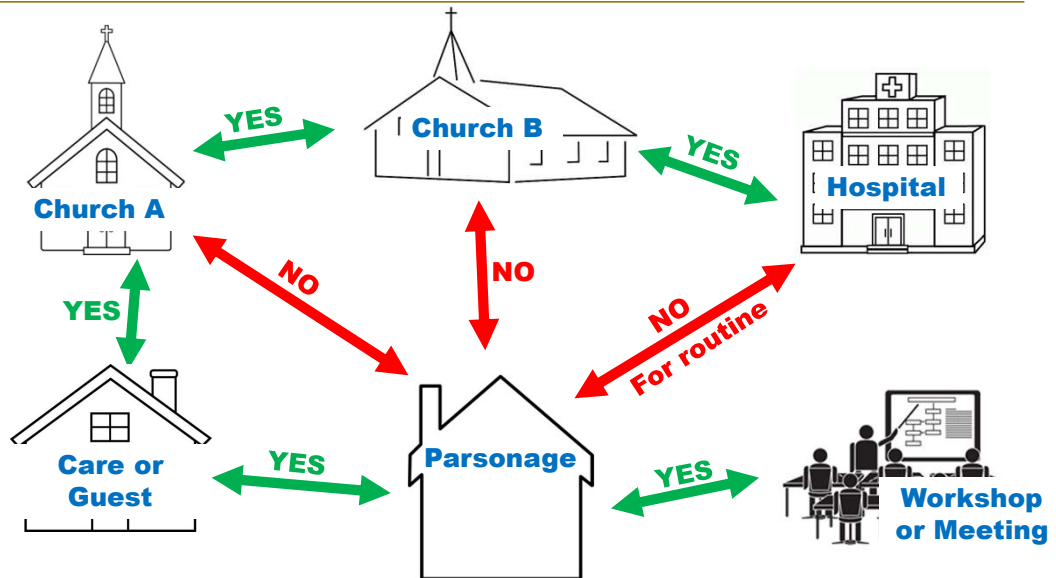 YES
Church B
YES
Church A
Hospital
NO
NO
NO
For routine
YES
Care or
Guest
YES
Parsonage
YES
Workshop
or Meeting